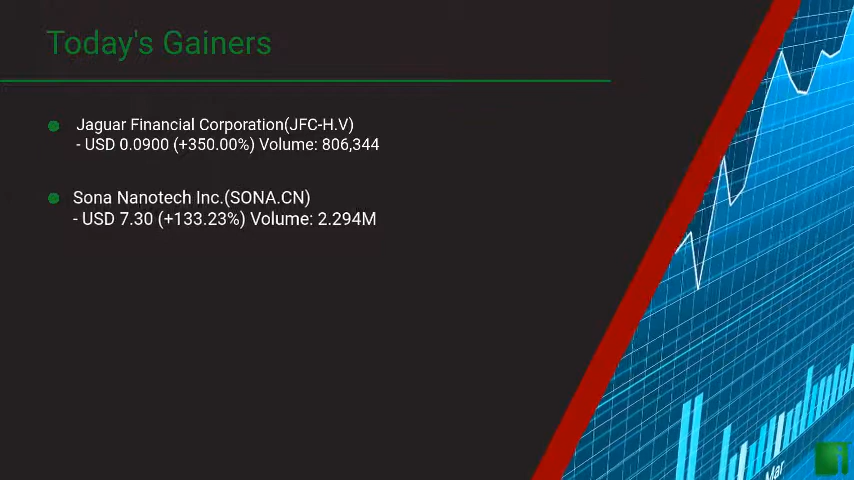 Today's Gainers
Jaguar Financial Corporation(JFC-H.V)
- USD 0.0900 (+350.00%) Volume: 806,344
Sona Nanotech Inc.(SONA.CN)
- USD 7.30 (+133.23%) Volume: 2.294M
Mar
i